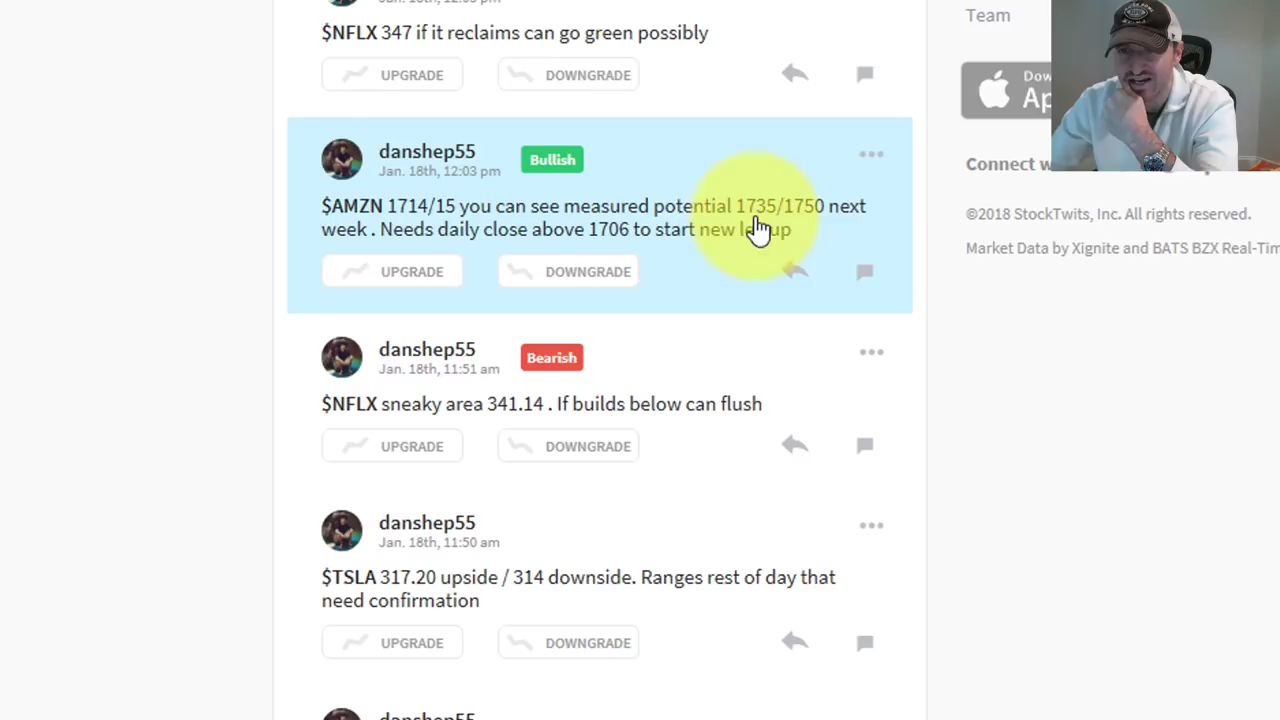 $NFLX 347 if it reclaims can go green possibly
UPGRADE DOWNGRADE
danshep55 Bullish
Jan. 18th, 12:03 pm
$AMZN 1714/15 you can see measured potential 1735/1750 next
week . Needs daily close above 1706 to start new leg up
UPGRADE DOWNGRADE
danshep55 Bearish
Jan. 18th, 11:51 am
$NFLX sneaky area 341.14 . If builds below can flush
UPGRADE DOWNGRADE
danshep55
Jan. 18th, 11:50 am
$TSLA 317.20 upside / 314 downside. Ranges rest of day that
need confirmation
UPGRADE DOWNGRADE
danshep55
Team
Connect
©2018 StockTwits, Inc. All rights reserved.
Market Data by Xignite and BATS BZX Real-Tim